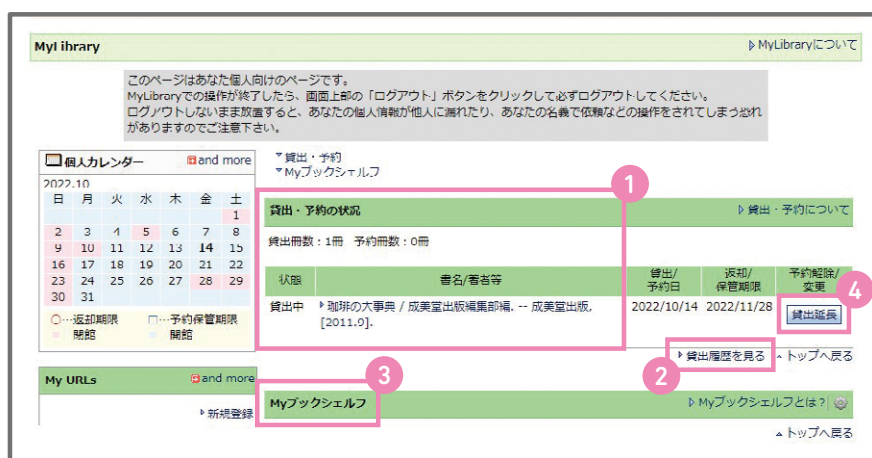 MyLibrary
▷MyLibraryについて
このページはあなた個人向けのページです。
MyLibraryでの操作が終了したら、画面上部の「ログアウト」ボタンをクリックして必ずログアウトしてください。
ログアウトしないまま放置すると、あなたの個人情報が他人に漏れたり、あなたの名義で依頼などの操作をされてしまう恐れ
がありますのでご注意下さい。
個人カレンダー and more
2022.10
日 月 火 水 木 金 土
1
2 3 4 5 6 7 8
9 10 11 12 13 14 15
16 17 18 19 20 21 22
23 24 25 26 27 28 29
30 31
○…返却期限 □…予約保管期限
開館 閉館
My URLs and more
新規登録
貸出・予約
Myブックシェルフ
1
貸出・予約の状況
▷貸出・予約について
貸出冊数：1冊 予約冊数：0冊
状態 書名/著者等 貸出/予約日 返却/保管期限 予約解除/変更
4
貸出中 珈琲の大事典 / 成美堂出版編集部編. -- 成美堂出版, 2022/10/14 2022/11/28 貸出延長
[2011.9].
2
貸出履歴を見る トップへ戻る
3
Myブックシェルフ
▷Myブックシェルフとは？
トップへ戻る